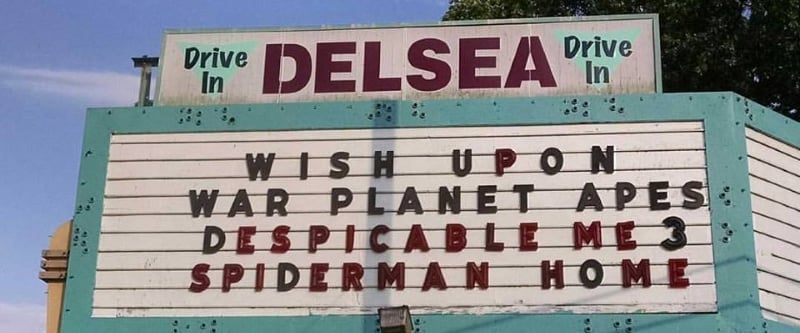 Drive In DELSEA Drive In
WISH UPON
WAR PLANET APES
DESPICABLE ME 3
SPIDERMAN HOME